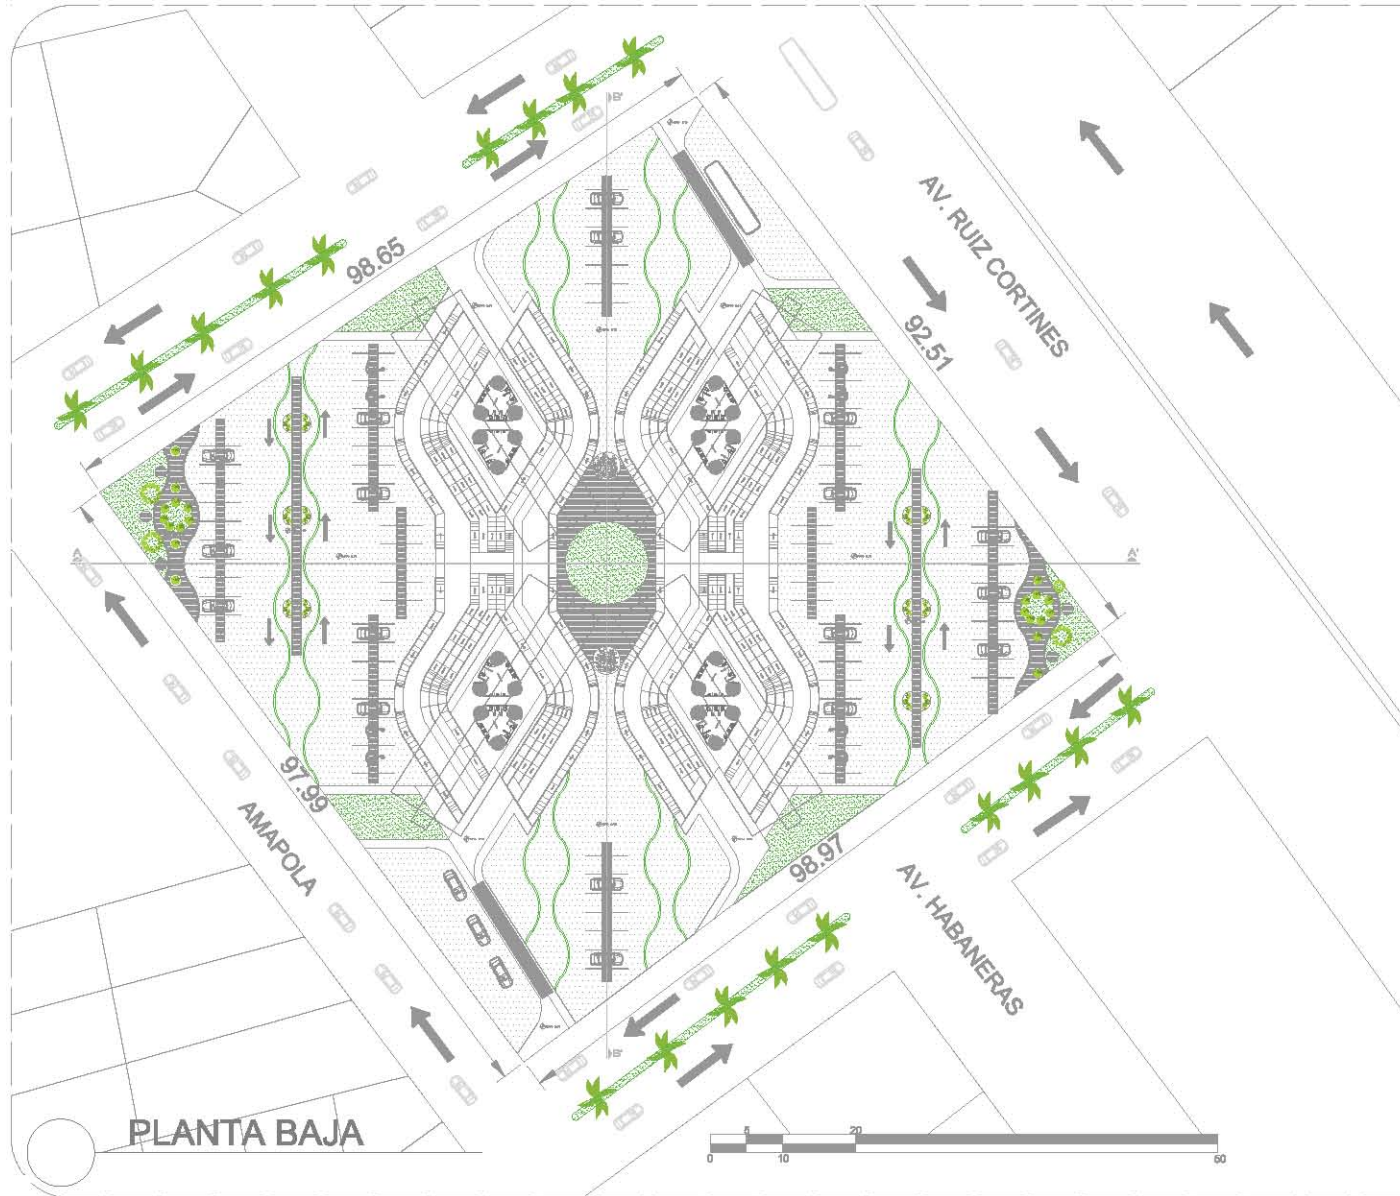 B'
98.65
AV. RUIZ CORTINES
92.51
A
A'
97.99
AMAPOLA
98.97
AV. HABANERAS
B'
PLANTA BAJA
5
20
0
10
50